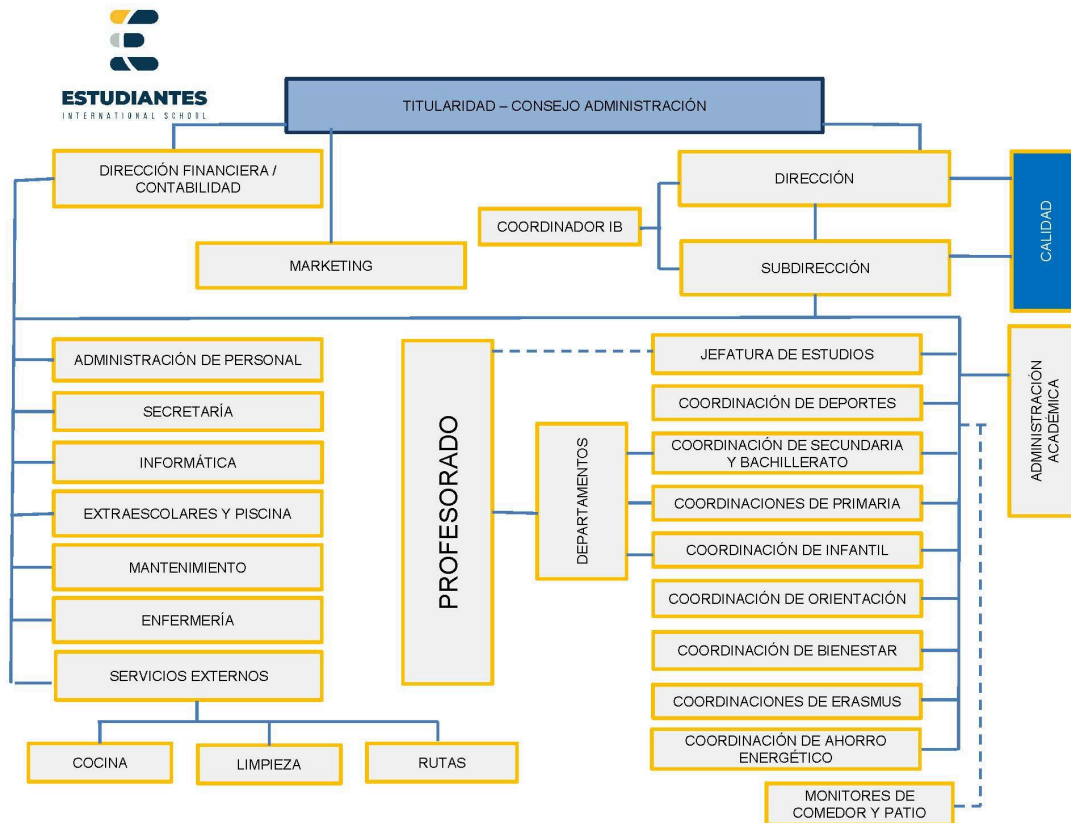 ESTUDIANTES
INTERNATIONAL SCHOOL
TITULARIDAD – CONSEJO ADMINISTRACIÓN
DIRECCIÓN FINANCIERA /
CONTABILIDAD
DIRECCIÓN
COORDINADOR IB
CALIDAD
MARKETING
SUBDIRECCIÓN
ADMINISTRACIÓN DE PERSONAL
SECRETARÍA
INFORMÁTICA
EXTRAESCOLARES Y PISCINA
MANTENIMIENTO
ENFERMERÍA
SERVICIOS EXTERNOS
COCINA
LIMPIEZA
RUTAS
PROFESORADO
DEPARTAMENTOS
JEFATURA DE ESTUDIOS
COORDINACIÓN DE DEPORTES
COORDINACIÓN DE SECUNDARIA
Y BACHILLERATO
COORDINACIONES DE PRIMARIA
COORDINACIÓN DE INFANTIL
COORDINACIÓN DE ORIENTACIÓN
COORDINACIÓN DE BIENESTAR
COORDINACIONES DE ERASMUS
COORDINACIÓN DE AHORRO
ENERGÉTICO
MONITORES DE
COMEDOR Y PATIO
ADMINISTRACIÓN
ACADÉMICA